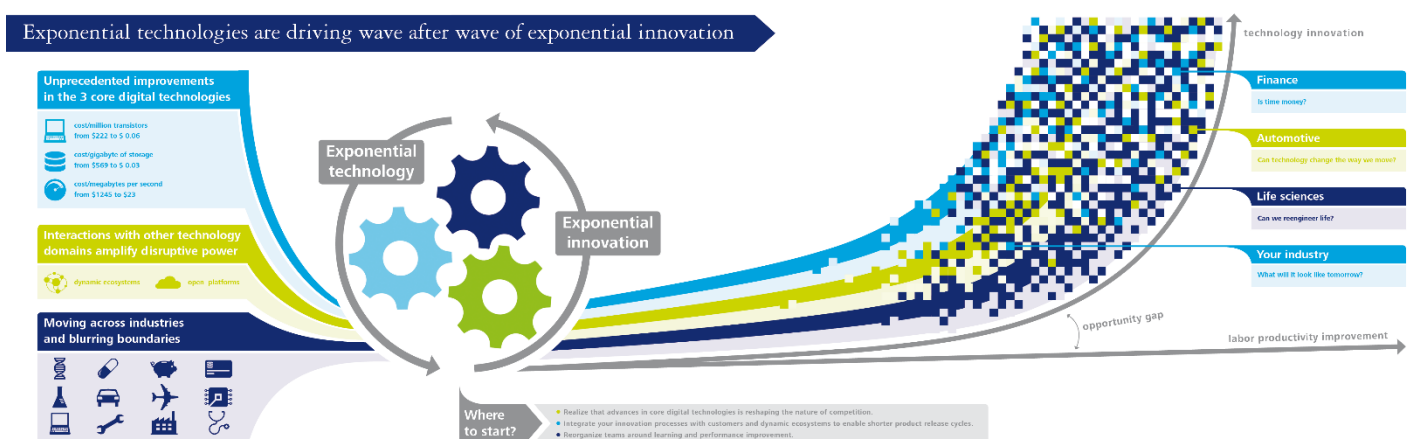 Exponential technologies are driving wave after wave of exponential innovation
Unprecedented improvements
in the 3 core digital technologies
cost/million transistors
from $222 to $ 0.06
cost/gigabyte of storage
from $569 to $ 0.03
cost/megabytes per second
from $1245 to $23
Interactions with other technology
domains amplify disruptive power
dynamic ecosystems
open platforms
Moving across industries
and blurring boundaries
Exponential
technology
Exponential
innovation
technology innovation
Finance
Is time money?
Automotive
Can technology change the way we move?
Life sciences
Can we reengineer life?
Your industry
What will it look like tomorrow?
opportunity gap
labor productivity improvement
Where
to start?
Realize that advances in core digital technologies is reshaping the nature of competition.
Integrate your innovation processes with customers and dynamic ecosystems to enable shorter product release cycles.
Reorganize teams around learning and performance improvement.